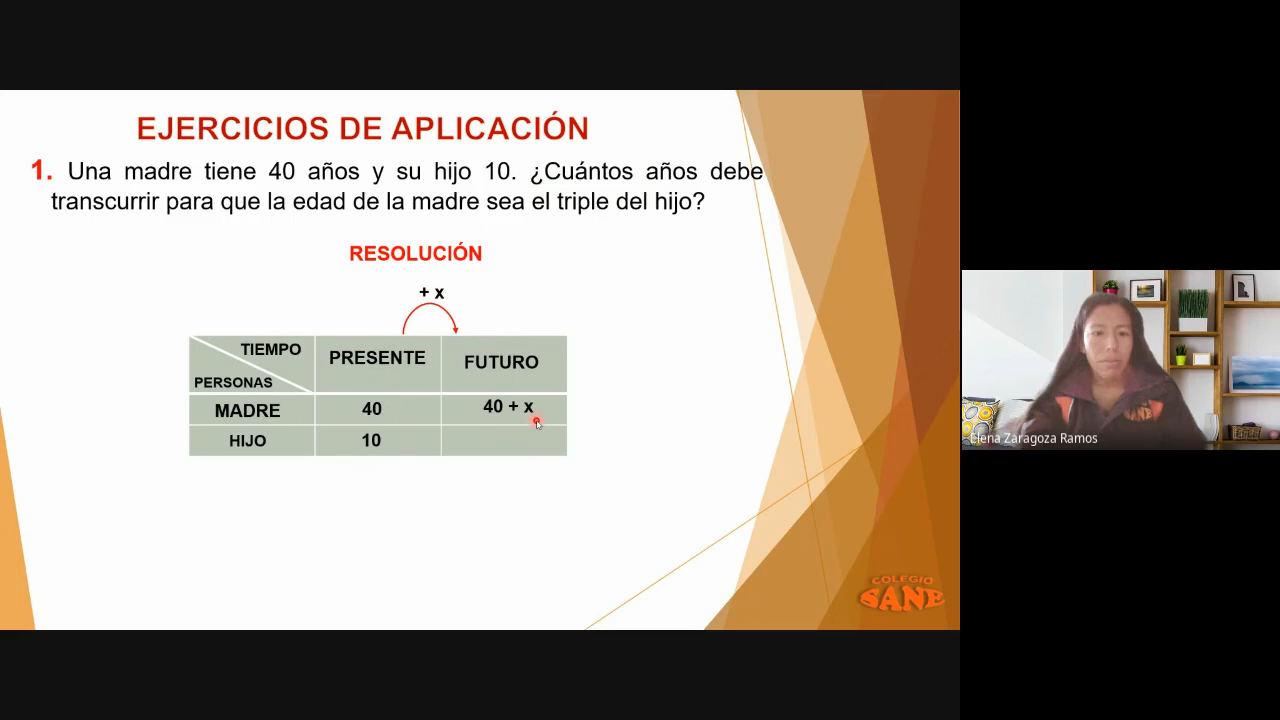 EJERCICIOS DE APLICACIÓN
1. Una madre tiene 40 años y su hijo 10. ¿Cuántos años debe
transcurrir para que la edad de la madre sea el triple del hijo?
RESOLUCIÓN
+ x
TIEMPO
PERSONAS
PRESENTE
FUTURO
MADRE 40 40 + x
HIJO 10
COLEGIO
SANE
SANE
Elena Zaragoza Ramos